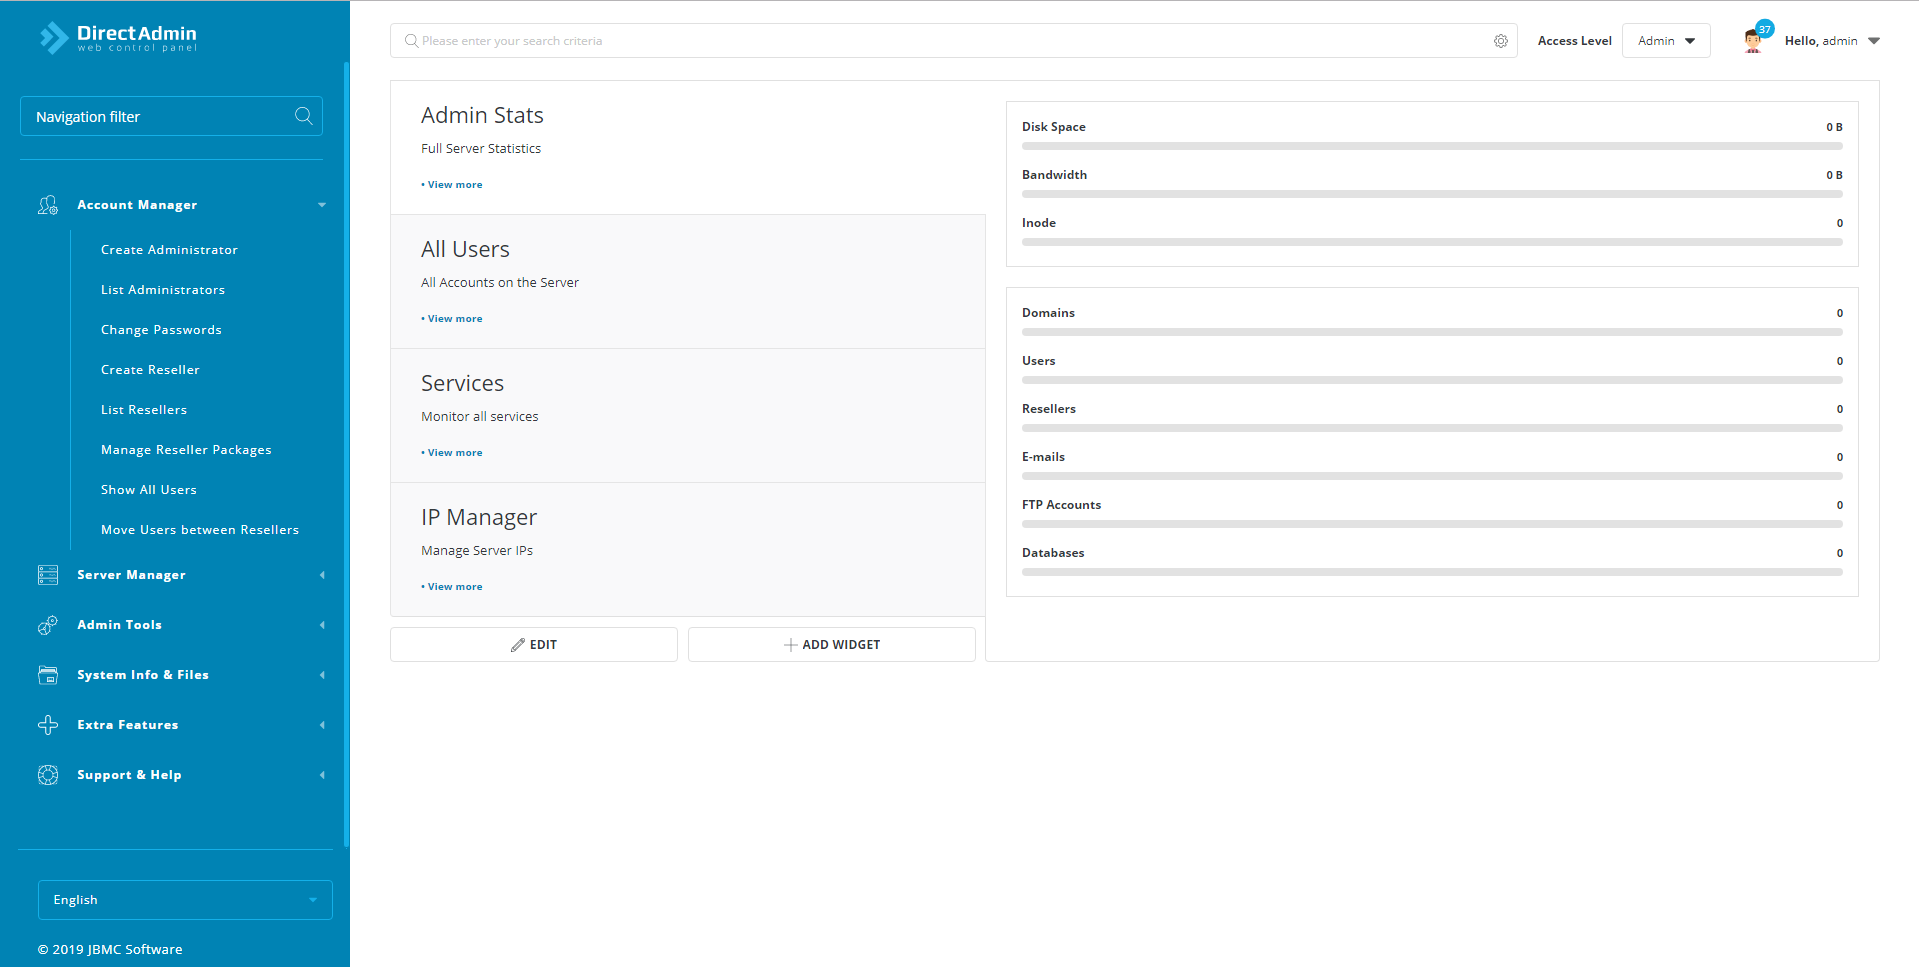 DirectAdmin
web control panel
Navigation filter
Account Manager
Create Administrator
List Administrators
Change Passwords
Create Reseller
List Resellers
Manage Reseller Packages
Show All Users
Move Users between Resellers
Server Manager
Admin Tools
System Info & Files
Extra Features
Support & Help
English
© 2019 JBMC Software
Please enter your search criteria
Access Level
Admin
37
Hello, admin
Admin Stats
Full Server Statistics
• View more
All Users
All Accounts on the Server
• View more
Services
Monitor all services
• View more
IP Manager
Manage Server IPs
• View more
EDIT
ADD WIDGET
Disk Space 0 B
Bandwidth 0 B
Inode 0
Domains 0
Users 0
Resellers 0
E-mails 0
FTP Accounts 0
Databases 0